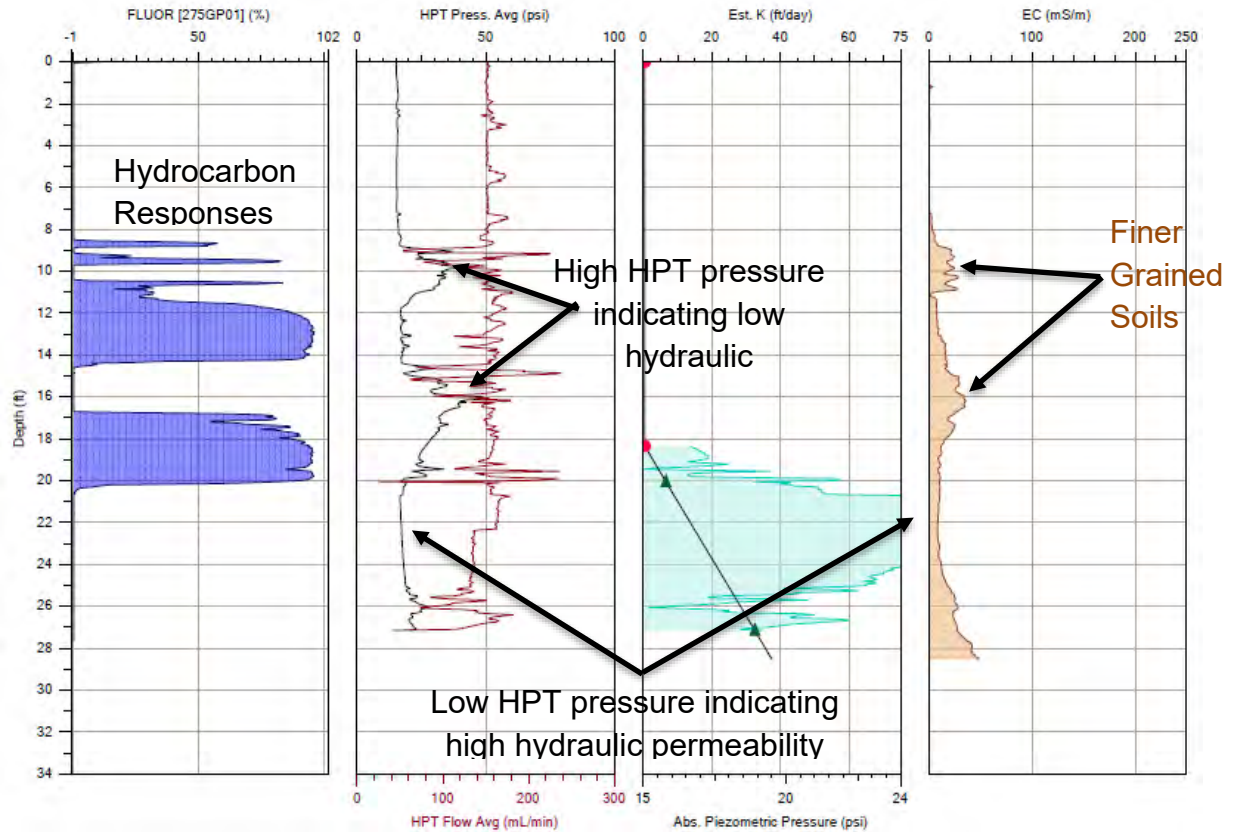 FLUOR [275GP01] (%)
-1 50 102
HPT Press. Avg (psi)
0 50 100
Est. K (ft/day)
0 20 40 60 75
EC (mS/m)
0 100 200 250
Depth (ft)
0
2
4
6
8
10
12
14
16
18
20
22
24
26
28
30
32
34
Hydrocarbon
Responses
High HPT pressure
indicating low
hydraulic
Finer
Grained
Soils
Low HPT pressure indicating
high hydraulic permeability
0 100 200 300
HPT Flow Avg (mL/min)
15 20 24
Abs. Piezometric Pressure (psi)